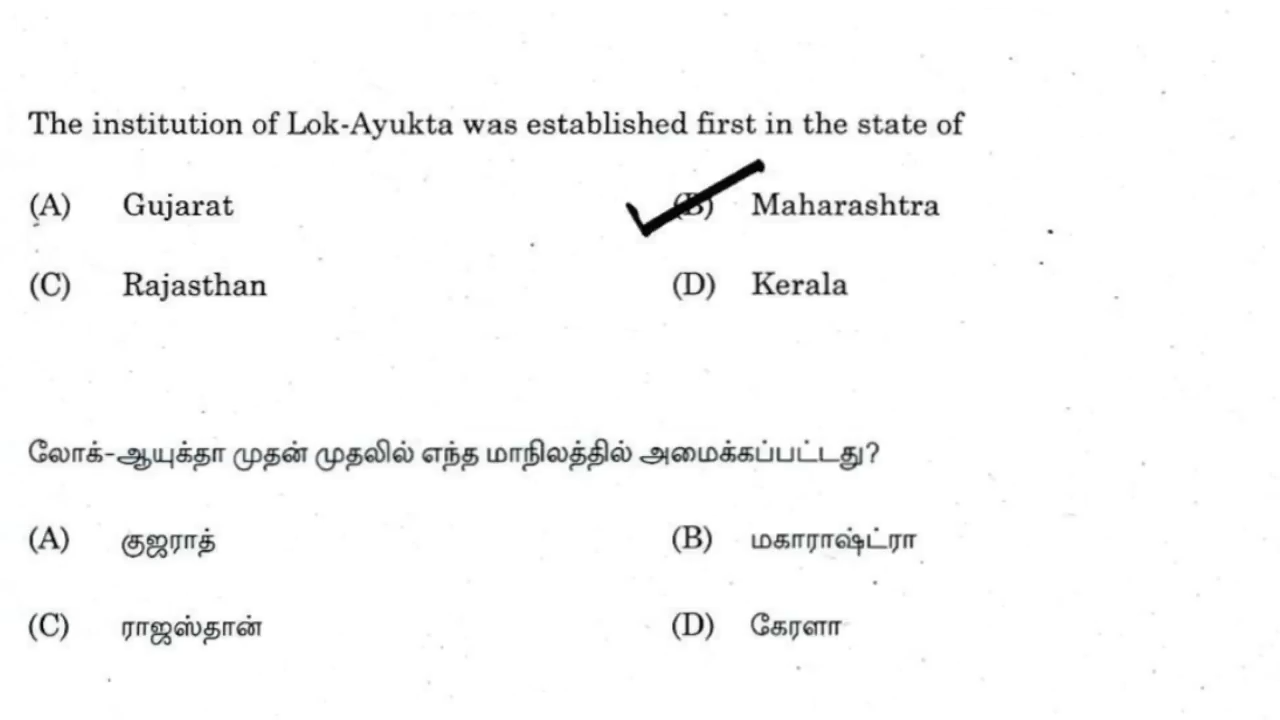 The institution of Lok-Ayukta was established first in the state of
(A) Gujarat (B) Maharashtra
(C) Rajasthan (D) Kerala
லோக்-ஆயுக்தா முதன் முதலில் எந்த மாநிலத்தில் அமைக்கப்பட்டது?
(A) குஜராத் (B) மகாராஷ்ட்ரா
(C) ராஜஸ்தான் (D) கேரளா